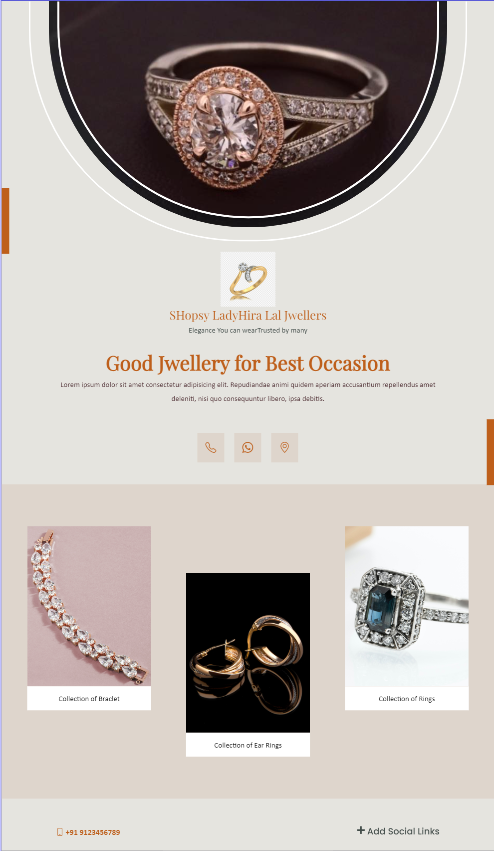 SHopsy LadyHira Lal Jwellers
Elegance You can wearTrusted by many
Good Jwellery for Best Occasion
Lorem ipsum dolor sit amet consectetur adipisicing elit. Repudiandae animi quidem aperiam accusantium repellendus amet
deleniti, nisi quo consequuntur libero, ipsa debitis.
Collection of Braclet
Collection of Ear Rings
Collection of Rings
+91 9123456789
Add Social Links